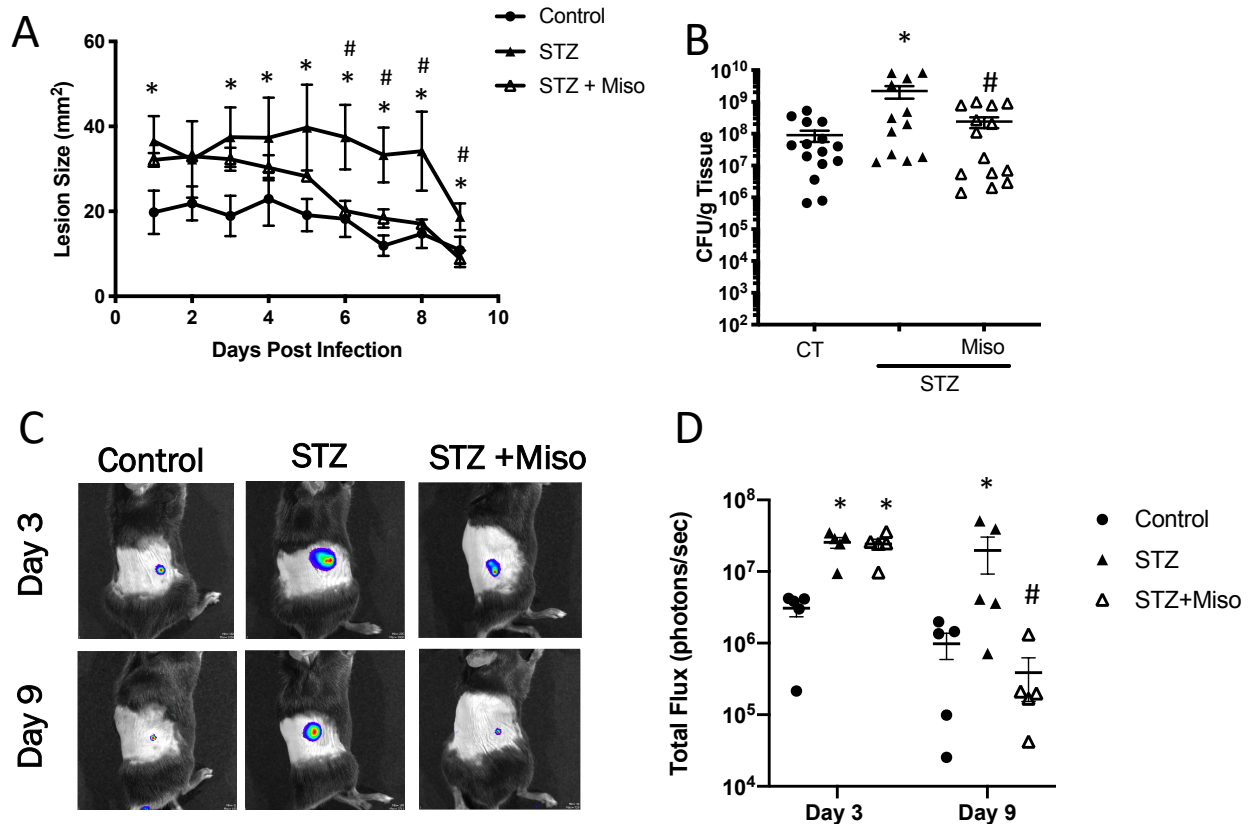 A
Lesion Size (mm²)
60
40
20
0
* * * * # * # * # * # *
0 2 4 6 8 10
Days Post Infection
Control
STZ
STZ + Miso
B
CFU/g Tissue
10¹⁰
10⁹
10⁸
10⁷
10⁶
10⁵
10⁴
10³
10²
* #
CT Miso
STZ
C
Control STZ STZ +Miso
Day 3
Day 9
D
Total Flux (photons/sec)
10⁸
10⁷
10⁶
10⁵
10⁴
* * * #
Day 3 Day 9
Control
STZ
STZ+Miso